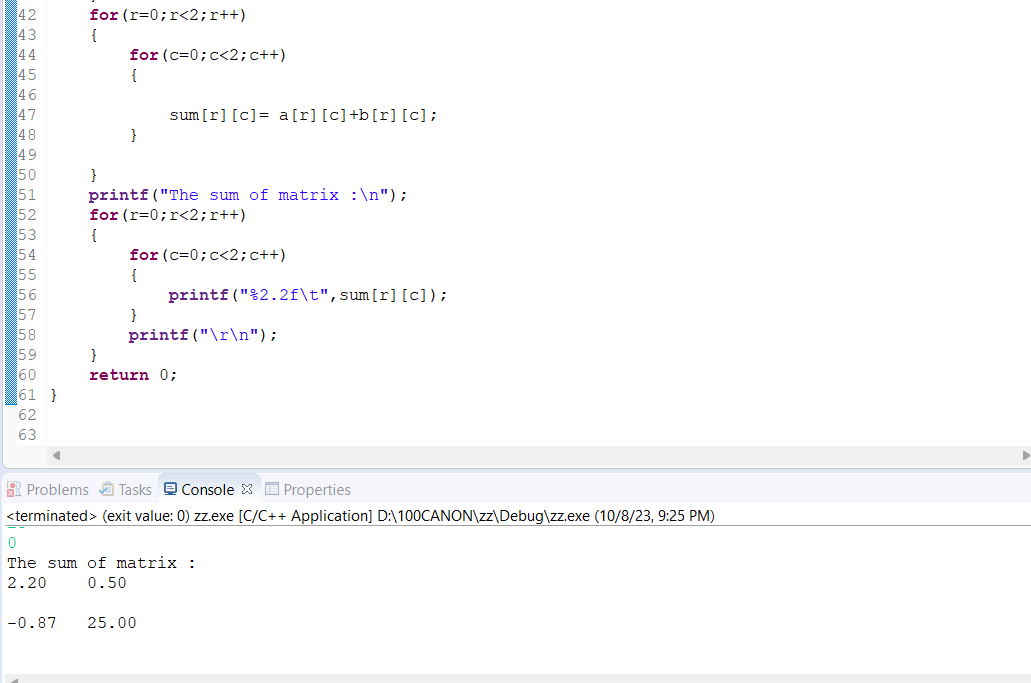 42 for(r=0;r<2;r++)
43 {
44 for(c=0;c<2;c++)
45 {
46
47 sum[r][c]= a[r][c]+b[r][c];
48 }
49
50 }
51 printf("The sum of matrix :\n");
52 for(r=0;r<2;r++)
53 {
54 for(c=0;c<2;c++)
55 {
56 printf("%2.2f\t",sum[r][c]);
57 }
58 printf("\r\n");
59 }
60 return 0;
61 }
62
63
Problems Tasks Console Properties
<terminated> (exit value: 0) zz.exe [C/C++ Application] D:\100CANON\zz\Debug\zz.exe (10/8/23, 9:25 PM)
0
The sum of matrix :
2.20 0.50
-0.87 25.00